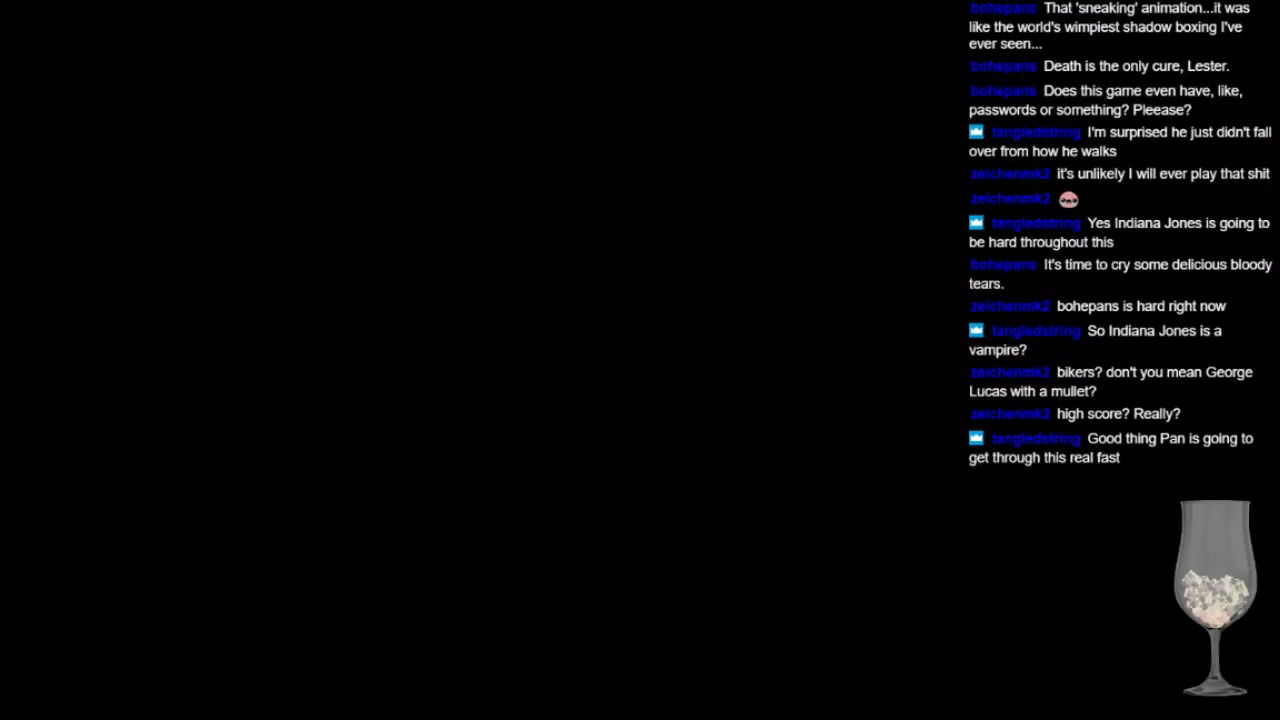 bohepans That 'sneaking' animation...it was
like the world's wimpiest shadow boxing I've
ever seen...
bohepans Death is the only cure, Lester.
bohepans Does this game even have, like,
passwords or something? Pleease?
tangledstring I'm surprised he just didn't fall
over from how he walks
zeichenmk2 it's unlikely I will ever play that shit
zeichenmk2
tangledstring Yes Indiana Jones is going to
be hard throughout this
bohepans It's time to cry some delicious bloody
tears.
zeichenmk2 bohepans is hard right now
tangledstring So Indiana Jones is a
vampire?
zeichenmk2 bikers? don't you mean George
Lucas with a mullet?
zeichenmk2 high score? Really?
tangledstring Good thing Pan is going to
get through this real fast